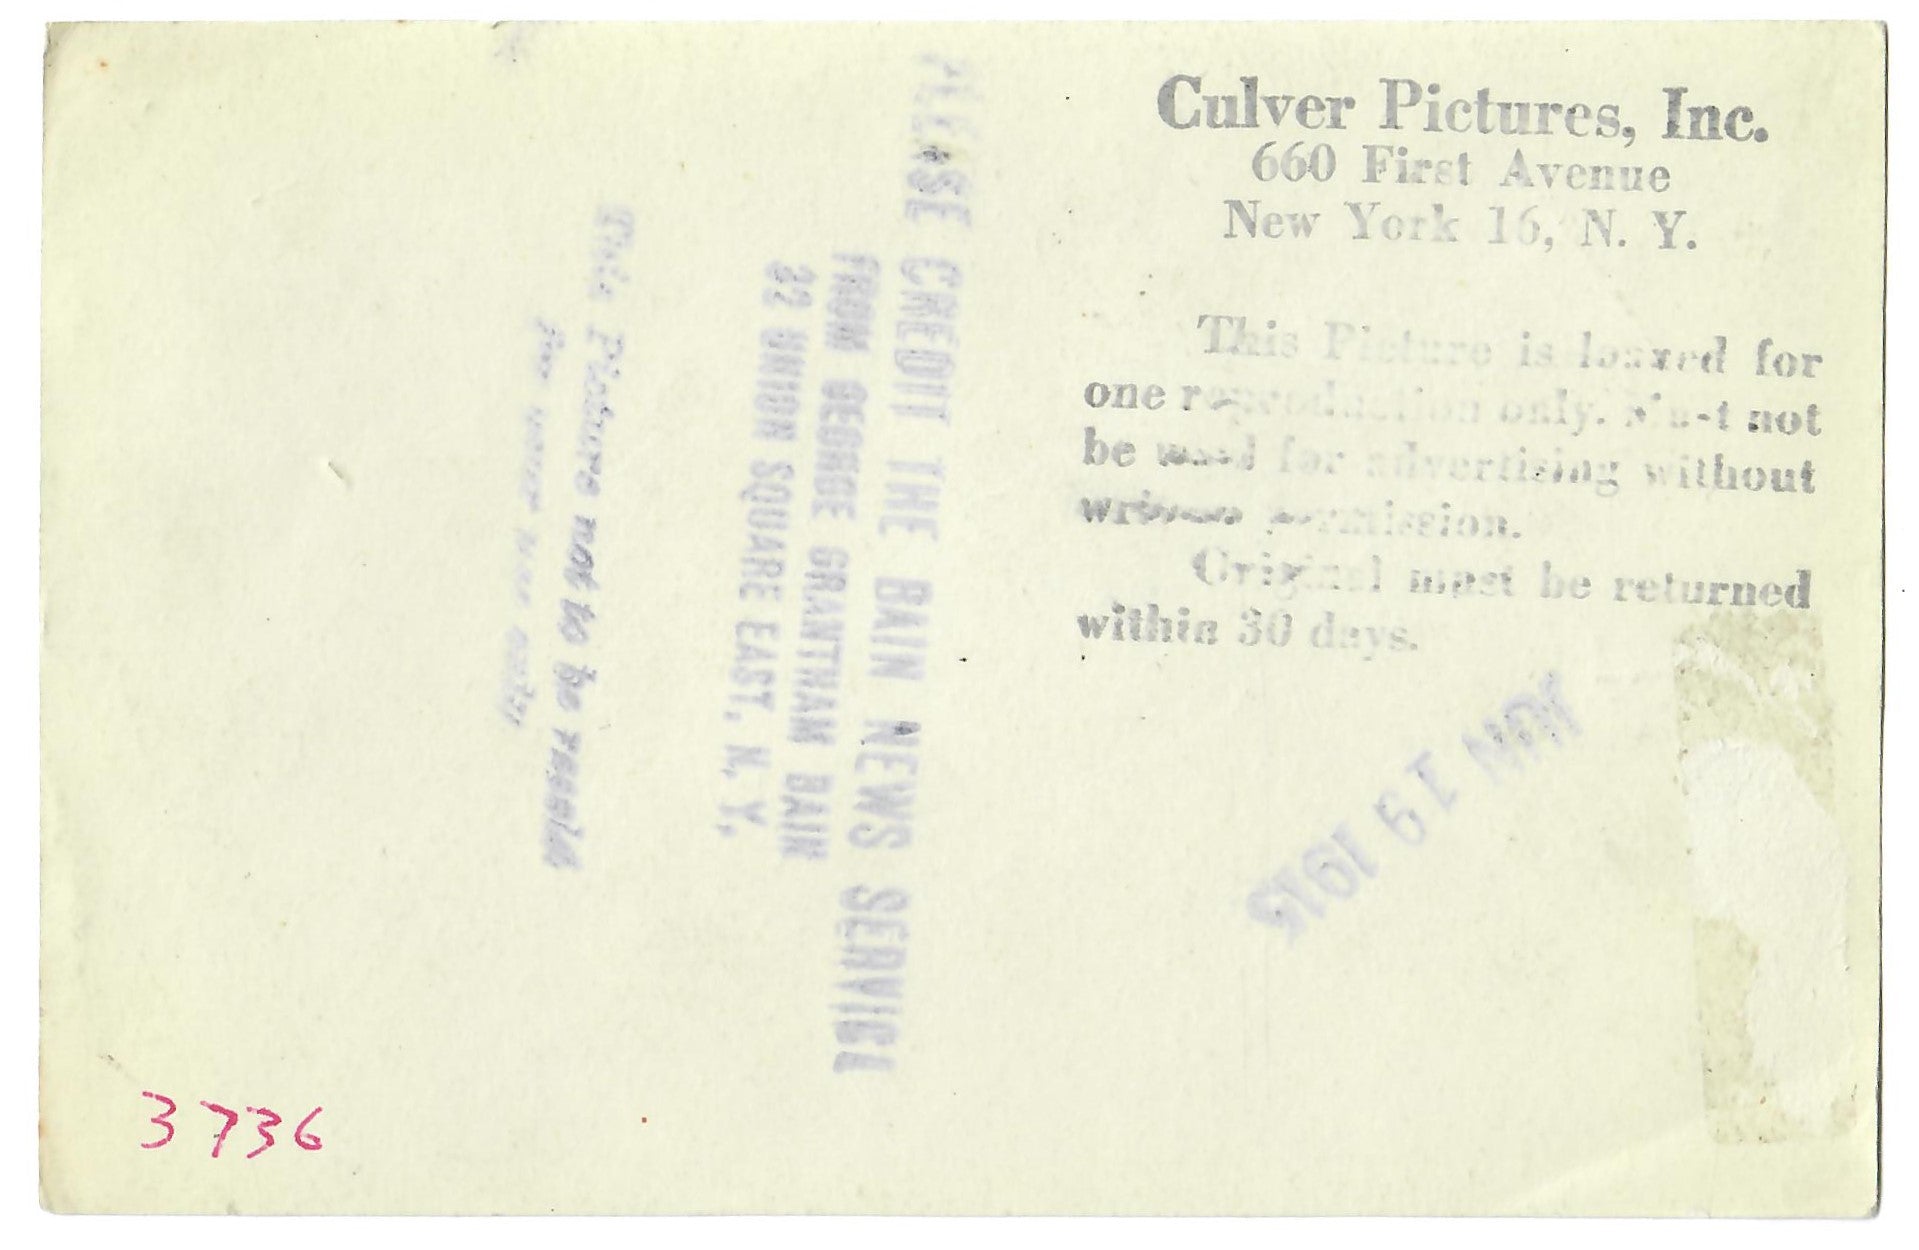 Culver Pictures, Inc.
660 First Avenue
New York 16, N. Y.
This Picture is loaned for
one reproduction only. Must not
be used for advertising without
written permission.
Original must be returned
within 30 days.
PLEASE CREDIT THE BAIN NEWS SERVICE
FROM GEORGE GRANTHAM BAIN
32 UNION SQUARE EAST, N. Y.
This Picture not to be resold
19 191
3736